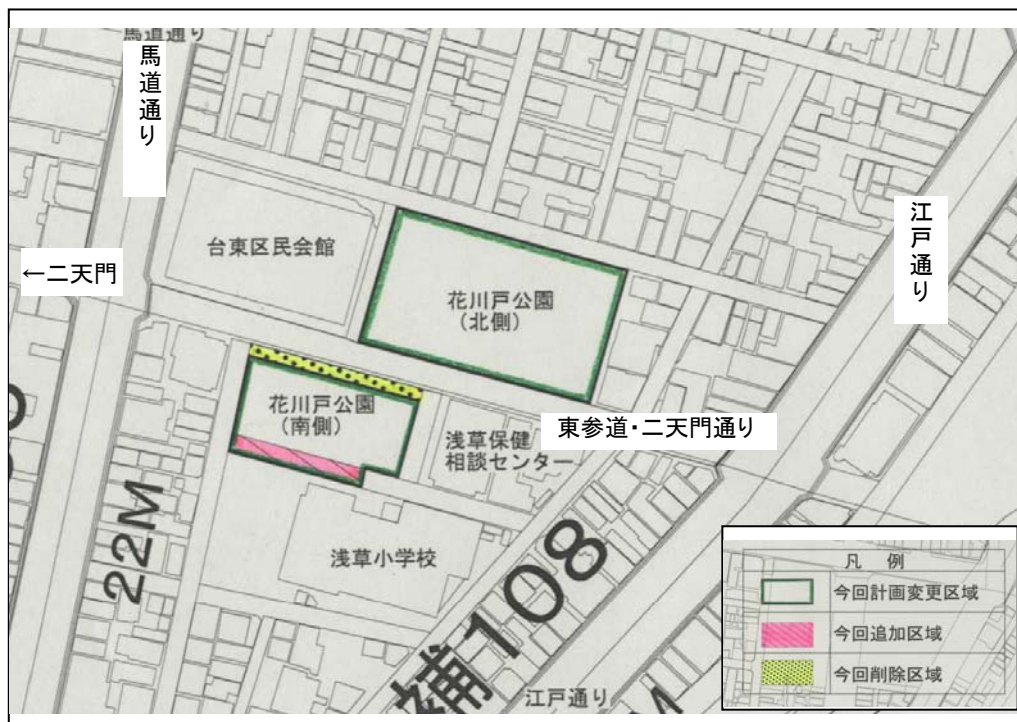 馬道通り
馬道通り
江戸通り
台東区民会館
←二天門
花川戸公園
(北側)
花川戸公園
(南側)
浅草保健
相談センター
東参道・二天門通り
22M
浅草小学校
補108
江戸通り
凡 例
今回計画変更区域
今回追加区域
今回削除区域